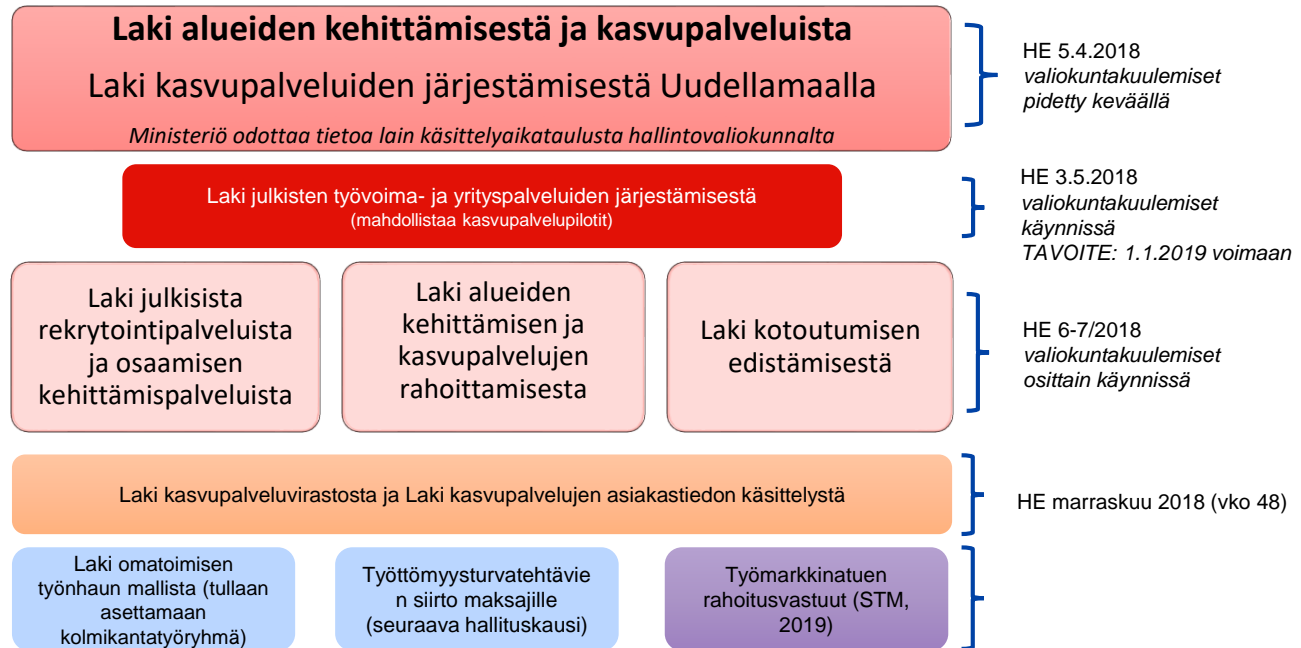 Laki alueiden kehittämisestä ja kasvupalveluista
Laki kasvupalveluiden järjestämisestä Uudellamaalla
Ministeriö odottaa tietoa lain käsittelyaikataulusta hallintovaliokunnalta
HE 5.4.2018
valiokuntakuulemiset
pidetty keväällä
Laki julkisten työvoima- ja yrityspalveluiden järjestämisestä
(mahdollistaa kasvupalvelupilotit)
HE 3.5.2018
valiokuntakuulemiset
käynnissä
TAVOITE: 1.1.2019 voimaan
Laki julkisista
rekrytointipalveluista
ja osaamisen
kehittämispalveluista
Laki alueiden
kehittämisen ja
kasvupalvelujen
rahoittamisesta
Laki kotoutumisen
edistämisestä
HE 6-7/2018
valiokuntakuulemiset
osittain käynnissä
Laki kasvupaleluvirastosta ja Laki kasvupalvelujen asiakastiedon käsittelystä
HE marraskuu 2018 (vko 48)
Laki omatoimisen
työnhaun mallista (tullaan
asettamaan
kolmikantatyöryhmä)
Työttömyysturvatehtävie
n siirto maksajille
(seuraava hallituskausi)
Työmarkkinatuen
rahoitusvastuut (STM,
2019)